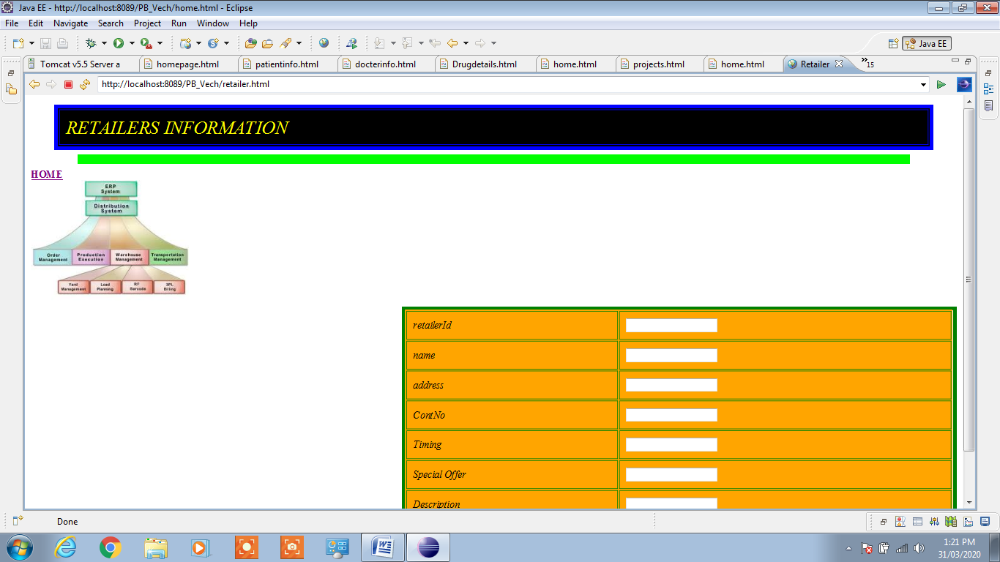 Java EE - http://localhost:8089/PB_Vech/home.html - Eclipse
File Edit Navigate Search Project Run Window Help
Java EE
Tomcat v5.5 Server a homepage.html patientinfo.html docterinfo.html Drugdetails.html home.html projects.html home.html Retailer »15
http://localhost:8089/PB_Vech/retailer.html
RETAILERS INFORMATION
HOME
ERP
System
Distribution
System
Order Management
Production Execution
Warehouse Management
Transportation Management
Yard Management
Load Planning
RF Barcode
3PL Billing
retailerId
name
address
ContNo
Timing
Special Offer
Description
Done
1:21 PM
31/03/2020